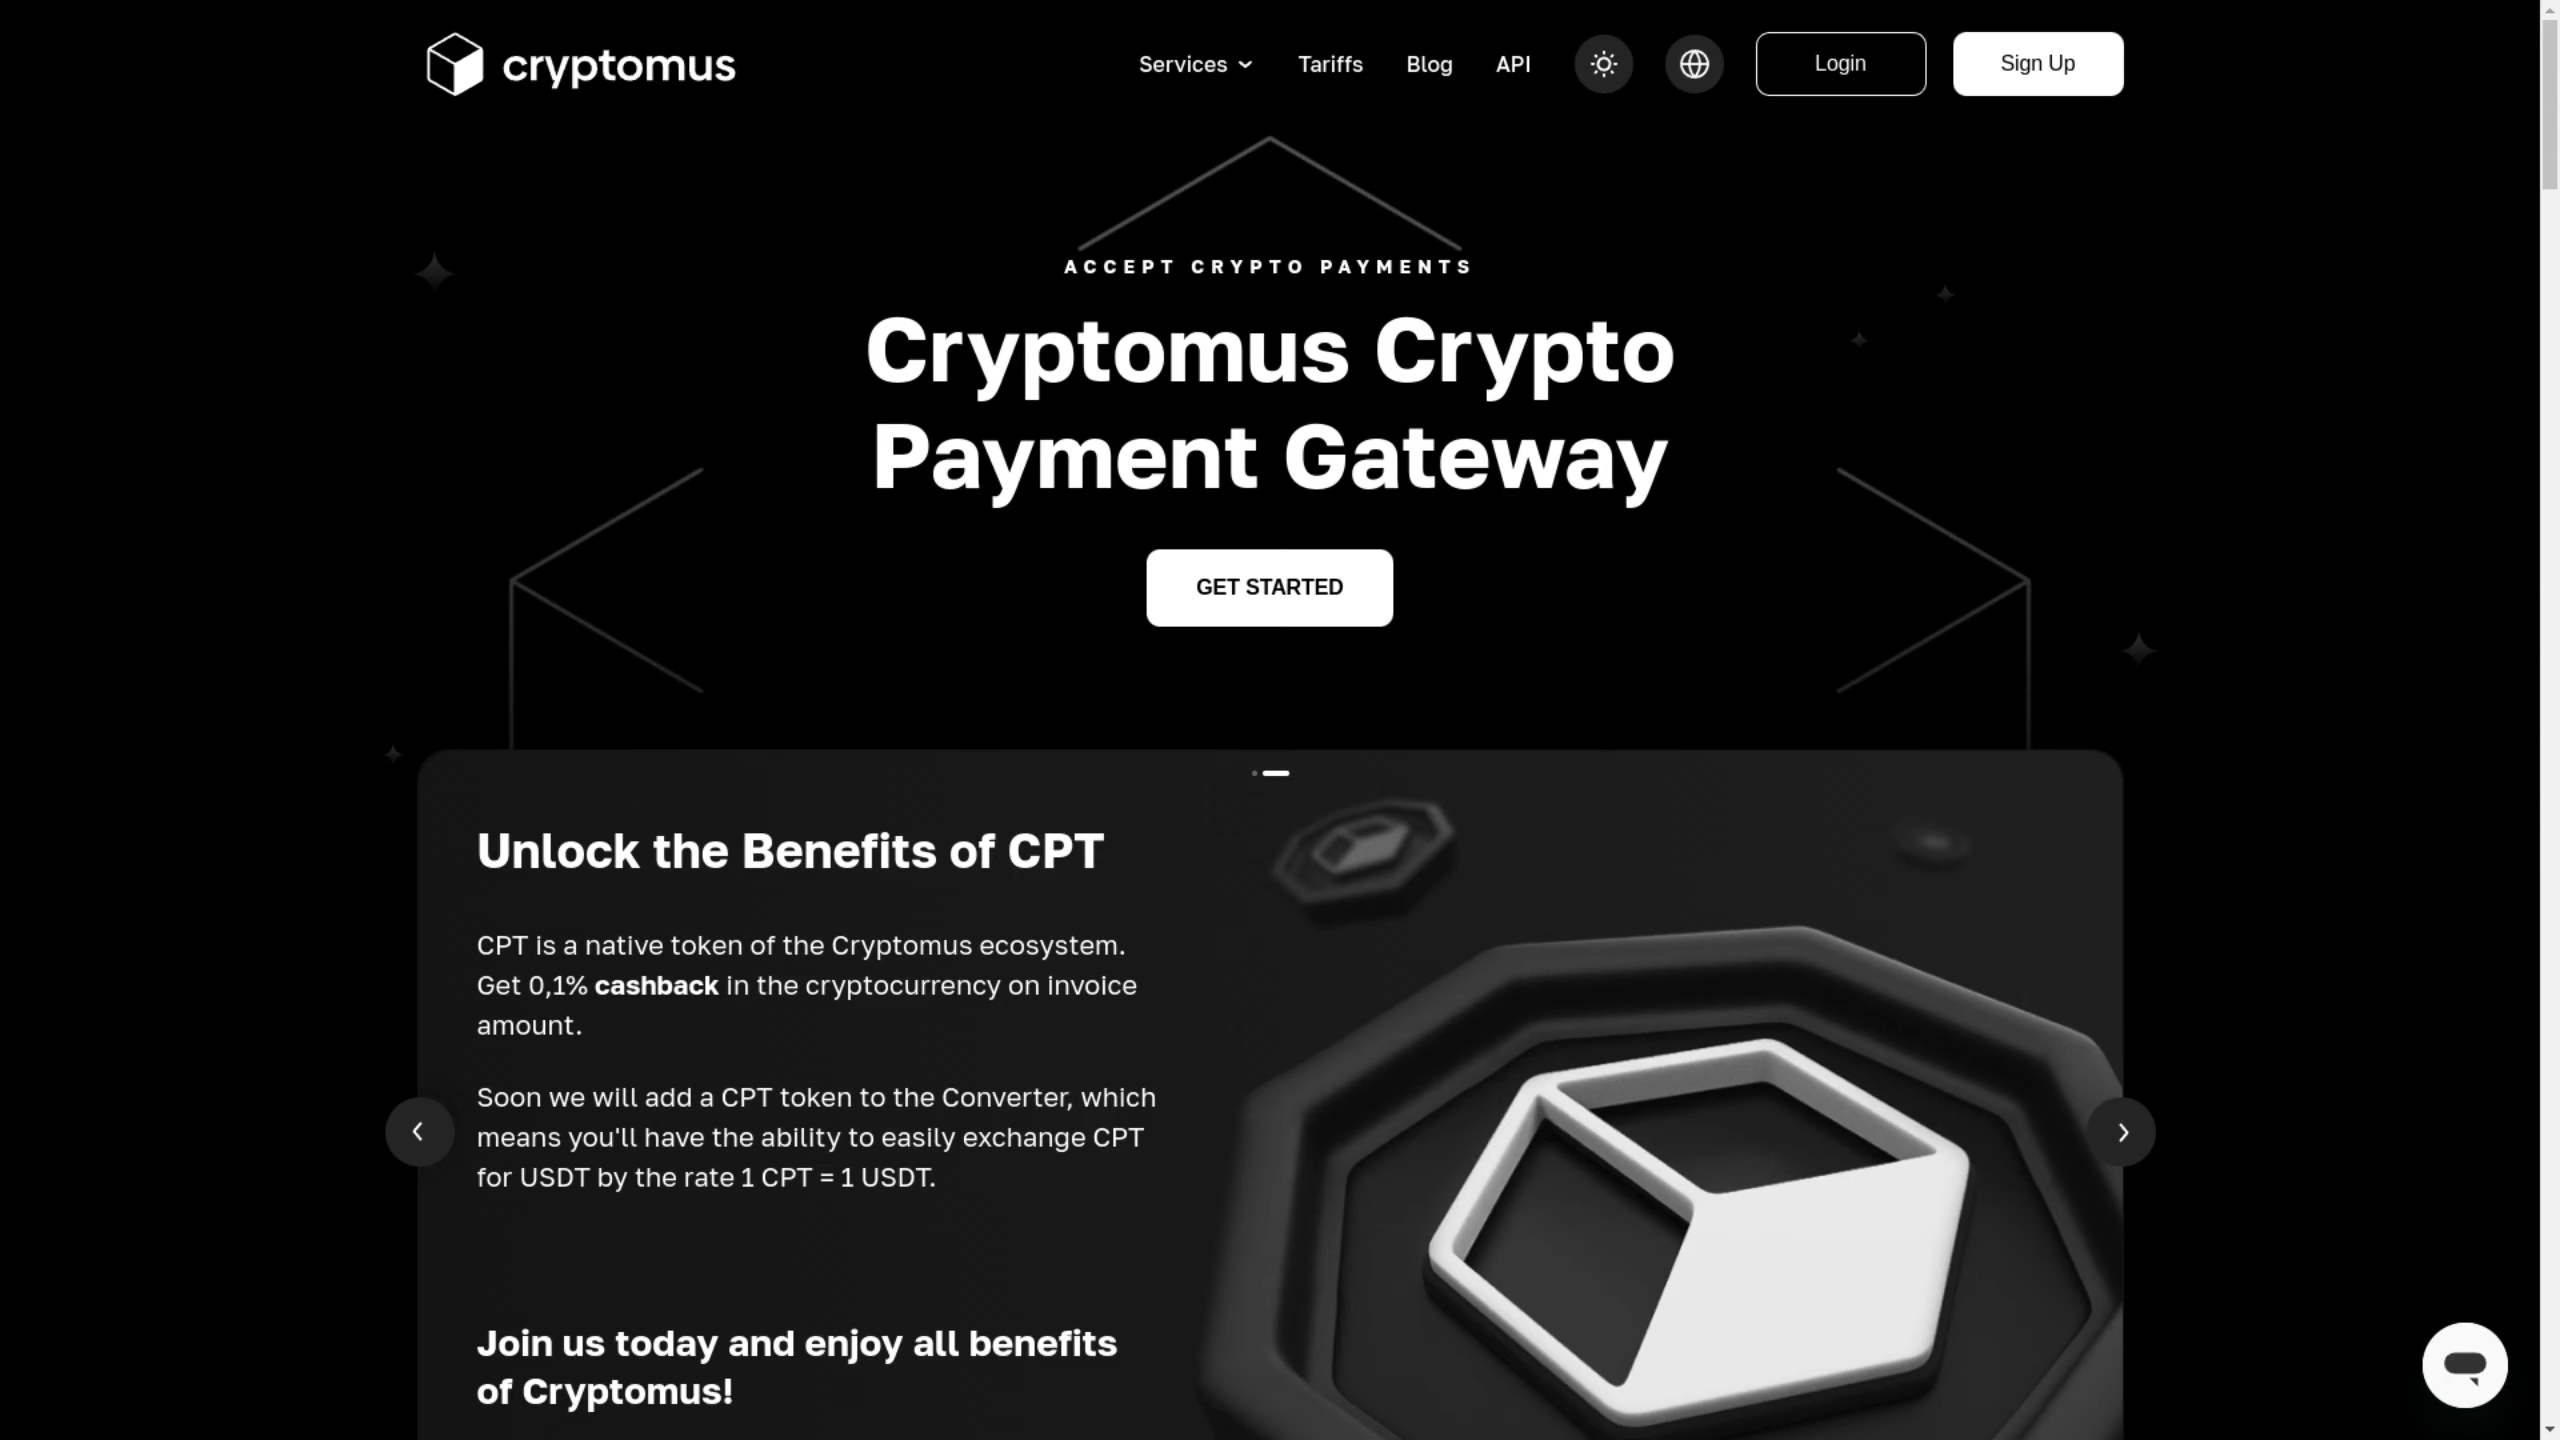 cryptomus
Services
Tariffs
Blog
API
Login
Sign Up
ACCEPT CRYPTO PAYMENTS
Cryptomus Crypto
Payment Gateway
GET STARTED
Unlock the Benefits of CPT
CPT is a native token of the Cryptomus ecosystem.
Get 0,1% cashback in the cryptocurrency on invoice
amount.
Soon we will add a CPT token to the Converter, which
means you'll have the ability to easily exchange CPT
for USDT by the rate 1 CPT = 1 USDT.
Join us today and enjoy all benefits
of Cryptomus!